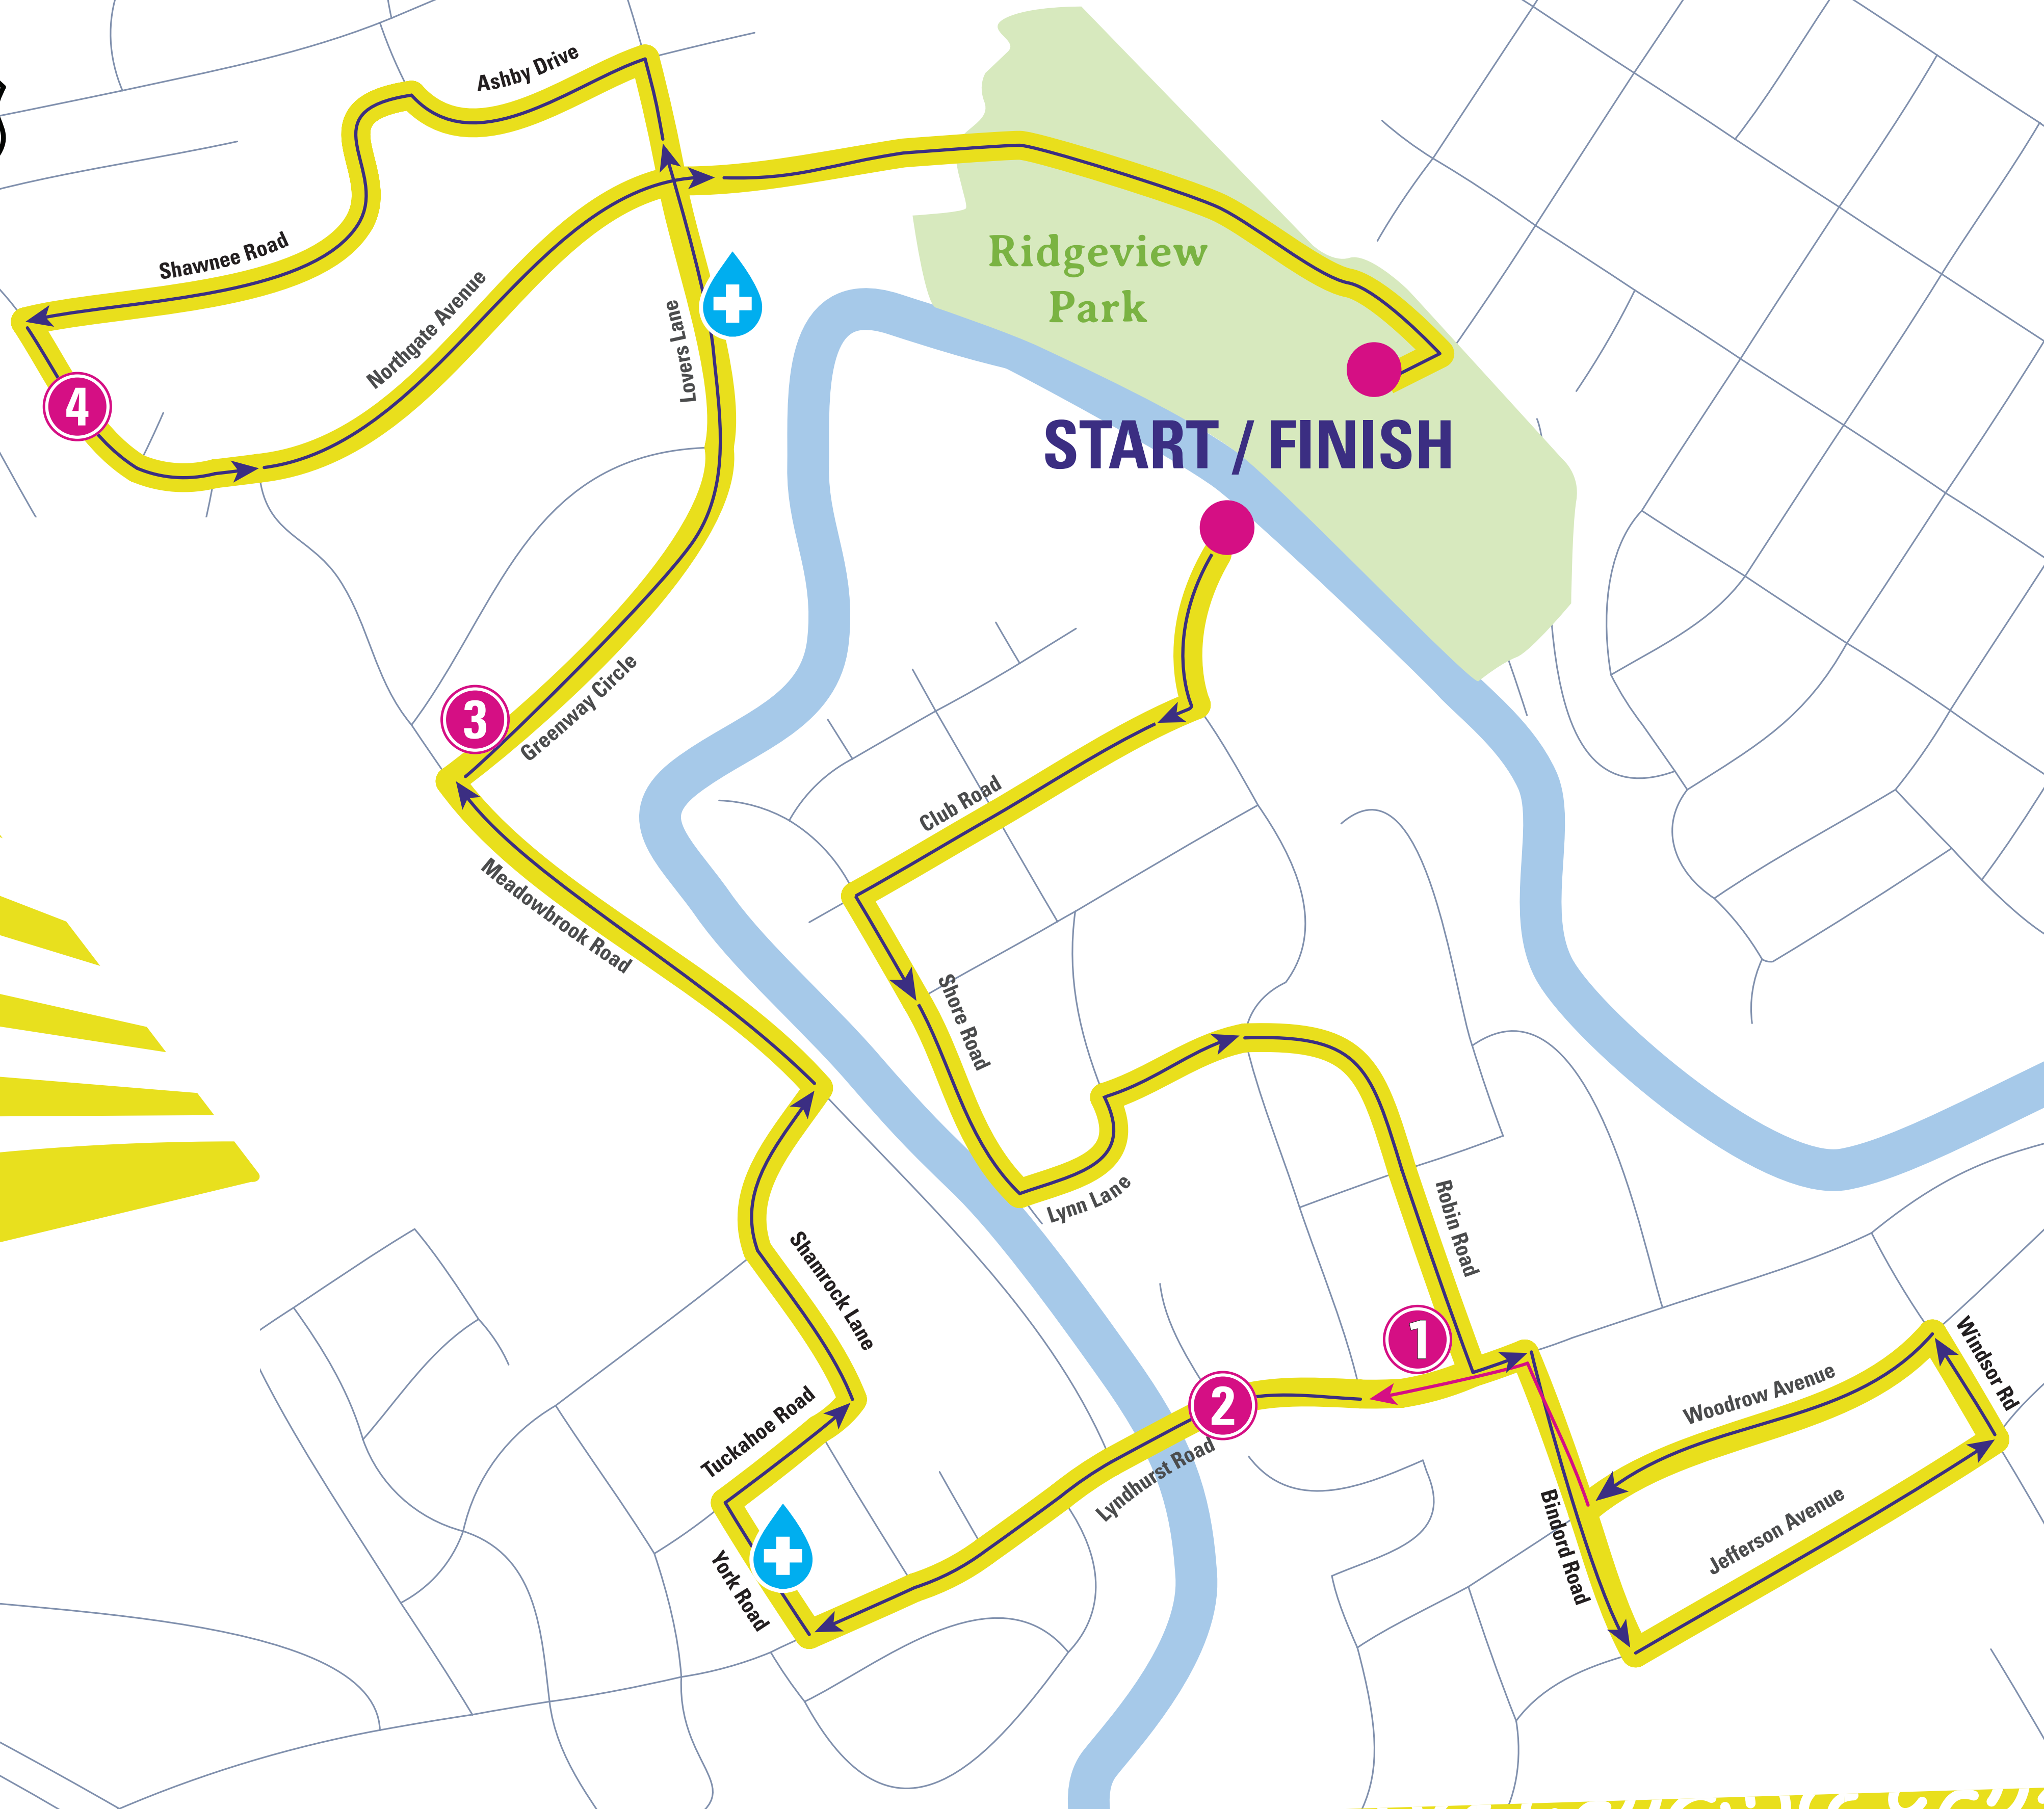 Ashby Drive
Shawnee Road
Northgate Avenue
Lovers Lane
Ridgeview
Park
START / FINISH
4
3
Greenway Circle
Club Road
Meadowbrook Road
Shore Road
Lynn Lane
Robin Road
Shamrock Lane
1
2
Windsor Rd
Woodrow Avenue
Tuckahoe Road
Lyndhurst Road
Bindord Road
Jefferson Avenue
York Road